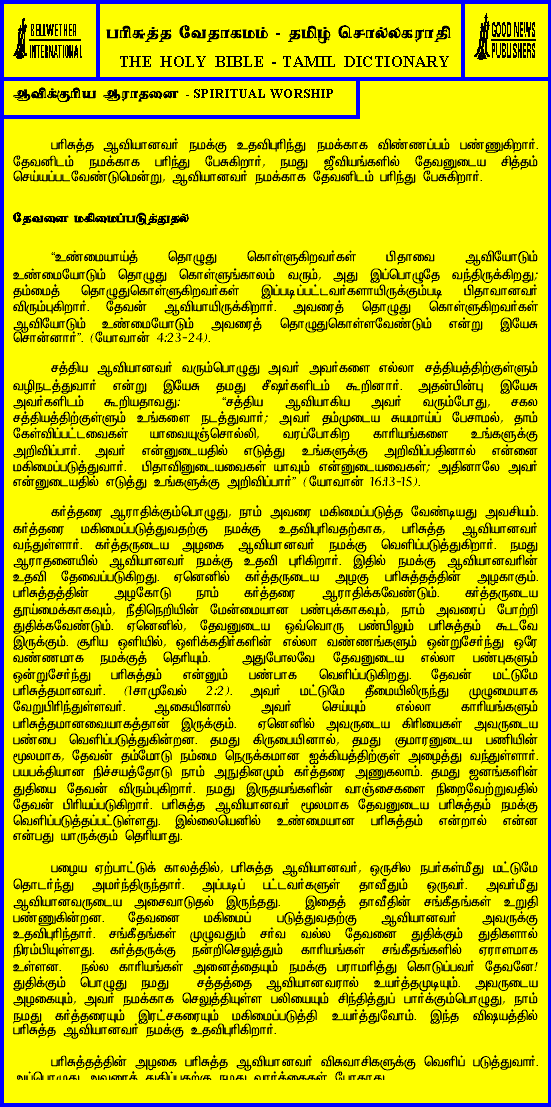 BELLWETHER
INTERNATIONAL
பரிசுத்த வேதாகமம் - தமிழ் சொல்லகராதி
THE HOLY BIBLE - TAMIL DICTIONARY
GOOD NEWS
PUBLISHERS
ஆவிக்குரிய ஆராதனை - SPIRITUAL WORSHIP
பரிசுத்த ஆவியானவர் நமக்கு உதவிபுரிந்து நமக்காக விண்ணப்பம் பண்ணுகிறார்.
தேவனிடம் நமக்காக பரிந்து பேசுகிறார், நமது ஜீவியங்களில் தேவனுடைய சித்தம்
செய்யப்படவேண்டுமென்று, ஆவியானவர் நமக்காக தேவனிடம் பரிந்து பேசுகிறார்.
தேவனை மகிமைப்படுத்துதல்
“உண்மையாய்த் தொழுது கொள்ளுகிறவர்கள் பிதாவை ஆவியோடும்
உண்மையோடும் தொழுது கொள்ளுங்காலம் வரும், அது இப்பொழுதே வந்திருக்கிறது;
தம்மைத் தொழுதுகொள்ளுகிறவர்கள் இப்படிப்பட்டவர்களாயிருக்கும்படி பிதாவானவர்
விரும்புகிறார். தேவன் ஆவியாயிருக்கிறார். அவரைத் தொழுது கொள்ளுகிறவர்கள்
ஆவியோடும் உண்மையோடும் அவரைத் தொழுதுகொள்ளவேண்டும் என்று இயேசு
சொன்னார்”. (யோவான் 4:23-24).
சத்திய ஆவியானவர் வரும்பொழுது அவர் அவர்களை எல்லா சத்தியத்திற்குள்ளும்
வழிநடத்துவார் என்று இயேசு தமது சீஷர்களிடம் கூறினார். அதன்பின்பு இயேசு
அவர்களிடம் கூறியதாவது: “சத்திய ஆவியாகிய அவர் வரும்போது, சகல
சத்தியத்திற்குள்ளும் உங்களை நடத்துவார்; அவர் தம்முடைய சுயமாய்ப் பேசாமல், தாம்
கேள்விப்பட்டவைகள் யாவையுஞ்சொல்லி, வரப்போகிற காரியங்களை உங்களுக்கு
அறிவிப்பார். அவர் என்னுடையதில் எடுத்து உங்களுக்கு அறிவிப்பதினால் என்னை
மகிமைப்படுத்துவார். பிதாவினுடையவைகள் யாவும் என்னுடையவைகள்; அதினாலே அவர்
என்னுடையதில் எடுத்து உங்களுக்கு அறிவிப்பார்” (யோவான் 16:13-15).
கர்த்தரை ஆராதிக்கும்பொழுது, நாம் அவரை மகிமைப்படுத்த வேண்டியது அவசியம்.
கர்த்தரை மகிமைப்படுத்துவதற்கு நமக்கு உதவிபுரிவதற்காக, பரிசுத்த ஆவியானவர்
வந்துள்ளார். கர்த்தருடைய அழகை ஆவியானவர் நமக்கு வெளிப்படுத்துகிறார். நமது
ஆராதனையில் ஆவியானவர் நமக்கு உதவி புரிகிறார். இதில் நமக்கு ஆவியானவரின்
உதவி தேவைப்படுகிறது. ஏனெனில் கர்த்தருடைய அழகு பரிசுத்தத்தின் அழகாகும்.
பரிசுத்தத்தின் அழகோடு நாம் கர்த்தரை ஆராதிக்கவேண்டும். கர்த்தருடைய
தூய்மைக்காகவும், நீதிநெறியின் மேன்மையான பண்புக்காகவும், நாம் அவரைப் போற்றி
துதிக்கவேண்டும். ஏனெனில், தேவனுடைய ஒவ்வொரு பண்பிலும் பரிசுத்தம் கூடவே
இருக்கும். சூரிய ஒளியில், ஒளிக்கதிர்களின் எல்லா வண்ணங்களும் ஒன்றுசேர்ந்து ஒரே
வண்ணமாக நமக்குத் தெரியும். அதுபோலவே தேவனுடைய எல்லா பண்புகளும்
ஒன்றுசேர்ந்து பரிசுத்தம் என்னும் பண்பாக வெளிப்படுகிறது. தேவன் மட்டுமே
பரிசுத்தமானவர். (1சாமுவேல் 2:2). அவர் மட்டுமே தீமையிலிருந்து முழுமையாக
வேறுபிரிந்துள்ளவர். ஆகையினால் அவர் செய்யும் எல்லா காரியங்களும்
பரிசுத்தமானவையாகத்தான் இருக்கும். ஏனெனில் அவருடைய கிரியைகள் அவருடைய
பண்பை வெளிப்படுத்துகின்றன. தமது கிருபையினால், தமது குமாரனுடைய பணியின்
மூலமாக, தேவன் தம்மோடு நம்மை நெருக்கமான ஐக்கியத்திற்குள் அழைத்து வந்துள்ளார்.
பயபக்தியான நிச்சயத்தோடு நாம் அநுதினமும் கர்த்தரை அணுகலாம். தமது ஜனங்களின்
துதியை தேவன் விரும்புகிறார். நமது இருதயங்களின் வாஞ்சைகளை நிறைவேற்றுவதில்
தேவன் பிரியப்படுகிறார். பரிசுத்த ஆவியானவர் மூலமாக தேவனுடைய பரிசுத்தம் நமக்கு
வெளிப்படுத்தப்பட்டுள்ளது. இல்லையெனில் உண்மையான பரிசுத்தம் என்றால் என்ன
என்பது யாருக்கும் தெரியாது.
பழைய ஏற்பாட்டுக் காலத்தில், பரிசுத்த ஆவியானவர், ஒருசில நபர்கள்மீது மட்டுமே
தொடர்ந்து அமர்ந்திருந்தார். அப்படிப் பட்டவர்களுள் தாவீதும் ஒருவர். அவர்மீது
ஆவியானவருடைய அசைவாடுதல் இருந்தது. இதைத் தாவீதின் சங்கீதங்கள் உறுதி
பண்ணுகின்றன. தேவனை மகிமைப் படுத்துவதற்கு ஆவியானவர் அவருக்கு
உதவிபுரிந்தார். சங்கீதங்கள் முழுவதும் சர்வ வல்ல தேவனை துதிக்கும் துதிகளால்
நிரம்பியுள்ளது. கர்த்தருக்கு நன்றிசெலுத்தும் காரியங்கள் சங்கீதங்களில் ஏராளமாக
உள்ளன. நல்ல காரியங்கள் அனைத்தையும் நமக்கு பராமரித்து கொடுப்பவர் தேவனே!
துதிக்கும் பொழுது நமது சத்தத்தை ஆவியானவரால் உயர்த்தமுடியும். அவருடைய
அழகையும், அவர் நமக்காக செலுத்தியுள்ள பலியையும் சிந்தித்துப் பார்க்கும்பொழுது, நாம்
நமது கர்த்தரையும் இரட்சகரையும் மகிமைப்படுத்தி உயர்த்துவோம். இந்த விஷயத்தில்
பரிசுத்த ஆவியானவர் நமக்கு உதவிபுரிகிறார்.
பரிசுத்தத்தின் அழகை பரிசுத்த ஆவியானவர் விசுவாசிகளுக்கு வெளிப் படுத்துவார்.
அப்பொழுது அவரைத் துதிப்பதற்கு நமது வார்த்தைகள் போதாது.